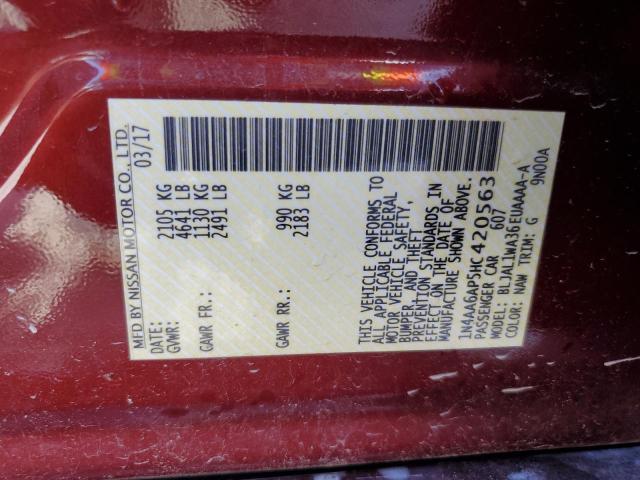 MFD BY NISSAN MOTOR CO., LTD.
DATE: 03/17
GVWR: 2105 KG
4641 LB
GAWR FR: 1130 KG
2491 LB
GAWR RR: 990 KG
2183 LB
THIS VEHICLE CONFORMS TO
ALL APPLICABLE FEDERAL
MOTOR VEHICLE SAFETY,
BUMPER AND THEFT
PREVENTION STANDARDS IN
EFFECT ON THE DATE OF
MANUFACTURE SHOWN ABOVE.
1N4AA6AP5HC420563
PASSENGER CAR 607
MODEL: BLJAL1WA36EUAAAA-A
COLOR: NAW TRIM: G 9N00A